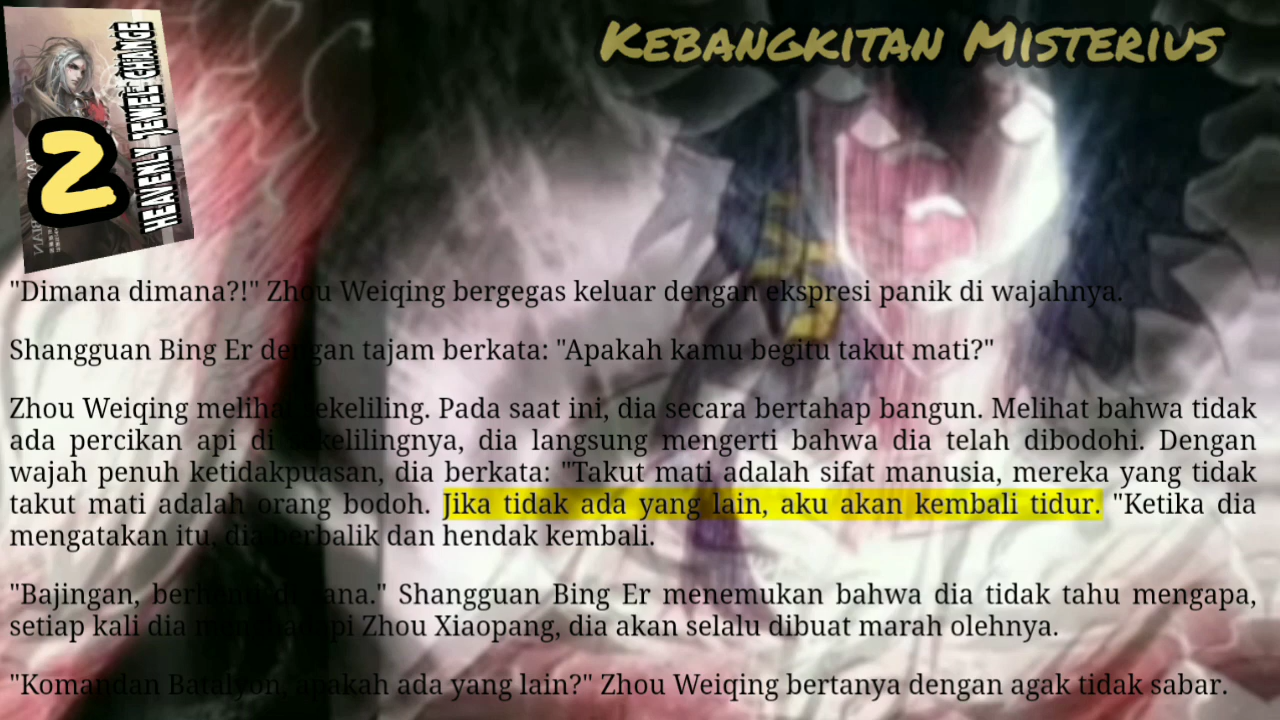 Kebangkitan Misterius
HEAVENLY JEWEL CHANGE
2
"Dimana dimana?!" Zhou Weiqing bergegas keluar dengan ekspresi panik di wajahnya.
Shangguan Bing Er dengan tajam berkata: "Apakah kamu begitu takut mati?"
Zhou Weiqing melihat sekeliling. Pada saat ini, dia secara bertahap bangun. Melihat bahwa tidak
ada percikan api di sekelilingnya, dia langsung mengerti bahwa dia telah dibodohi. Dengan
wajah penuh ketidakpuasan, dia berkata: "Takut mati adalah sifat manusia, mereka yang tidak
takut mati adalah orang bodoh. Jika tidak ada yang lain, aku akan kembali tidur. "Ketika dia
mengatakan itu, dia berbalik dan hendak kembali.
"Bajingan, berhenti di sana." Shangguan Bing Er menemukan bahwa dia tidak tahu mengapa,
setiap kali dia menghadapi Zhou Xiaopang, dia akan selalu dibuat marah olehnya.
"Komandan Batalyon, apakah ada yang lain?" Zhou Weiqing bertanya dengan agak tidak sabar.